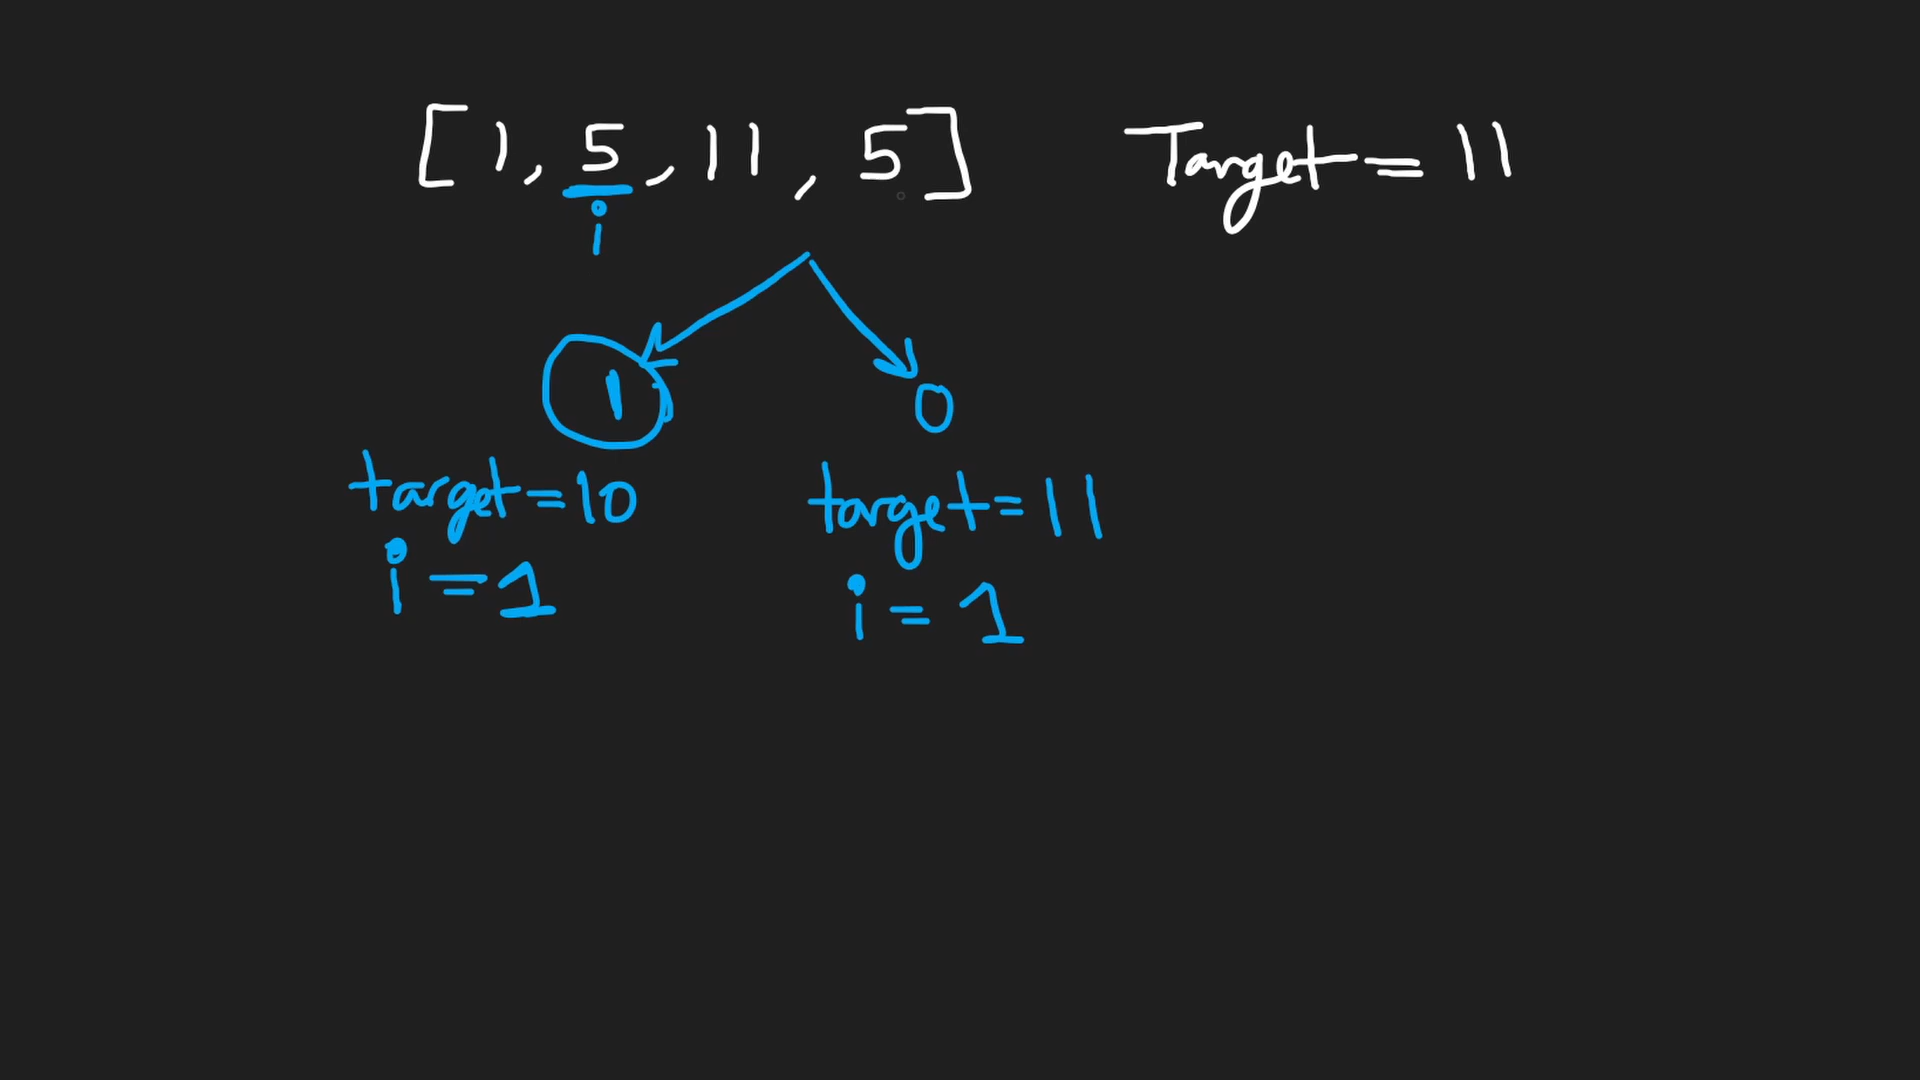 [1, 5, 11, 5] Target = 11
i
1 0
target = 10 target = 11
i = 1 i = 1